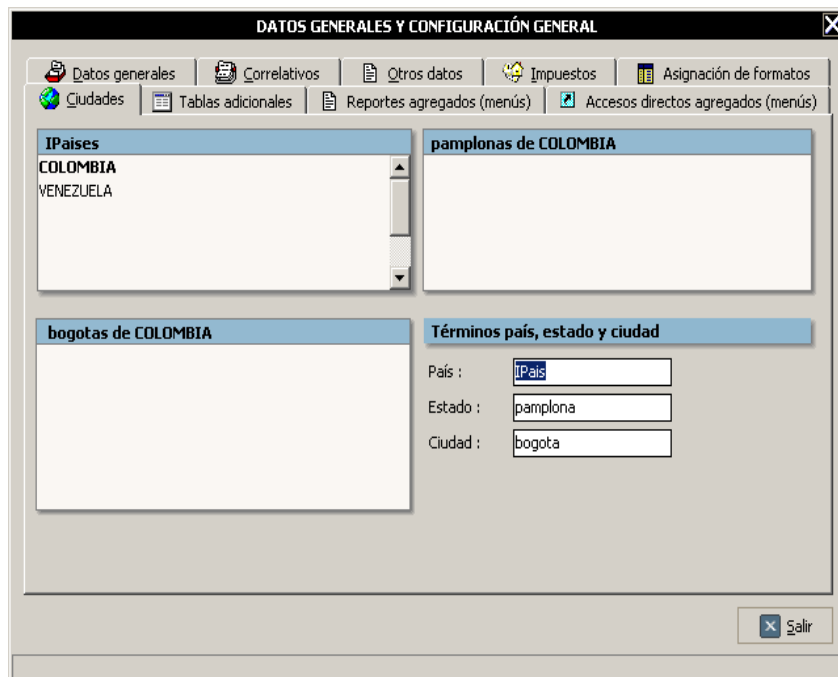 DATOS GENERALES Y CONFIGURACIÓN GENERAL
Datos generales
Correlativos
Otros datos
Impuestos
Asignación de formatos
Ciudades
Tablas adicionales
Reportes agregados (menús)
Accesos directos agregados (menús)
IPaises
COLOMBIA
VENEZUELA
pamplonas de COLOMBIA
bogotas de COLOMBIA
Términos país, estado y ciudad
País : IPais
Estado : pamplona
Ciudad : bogota
Salir